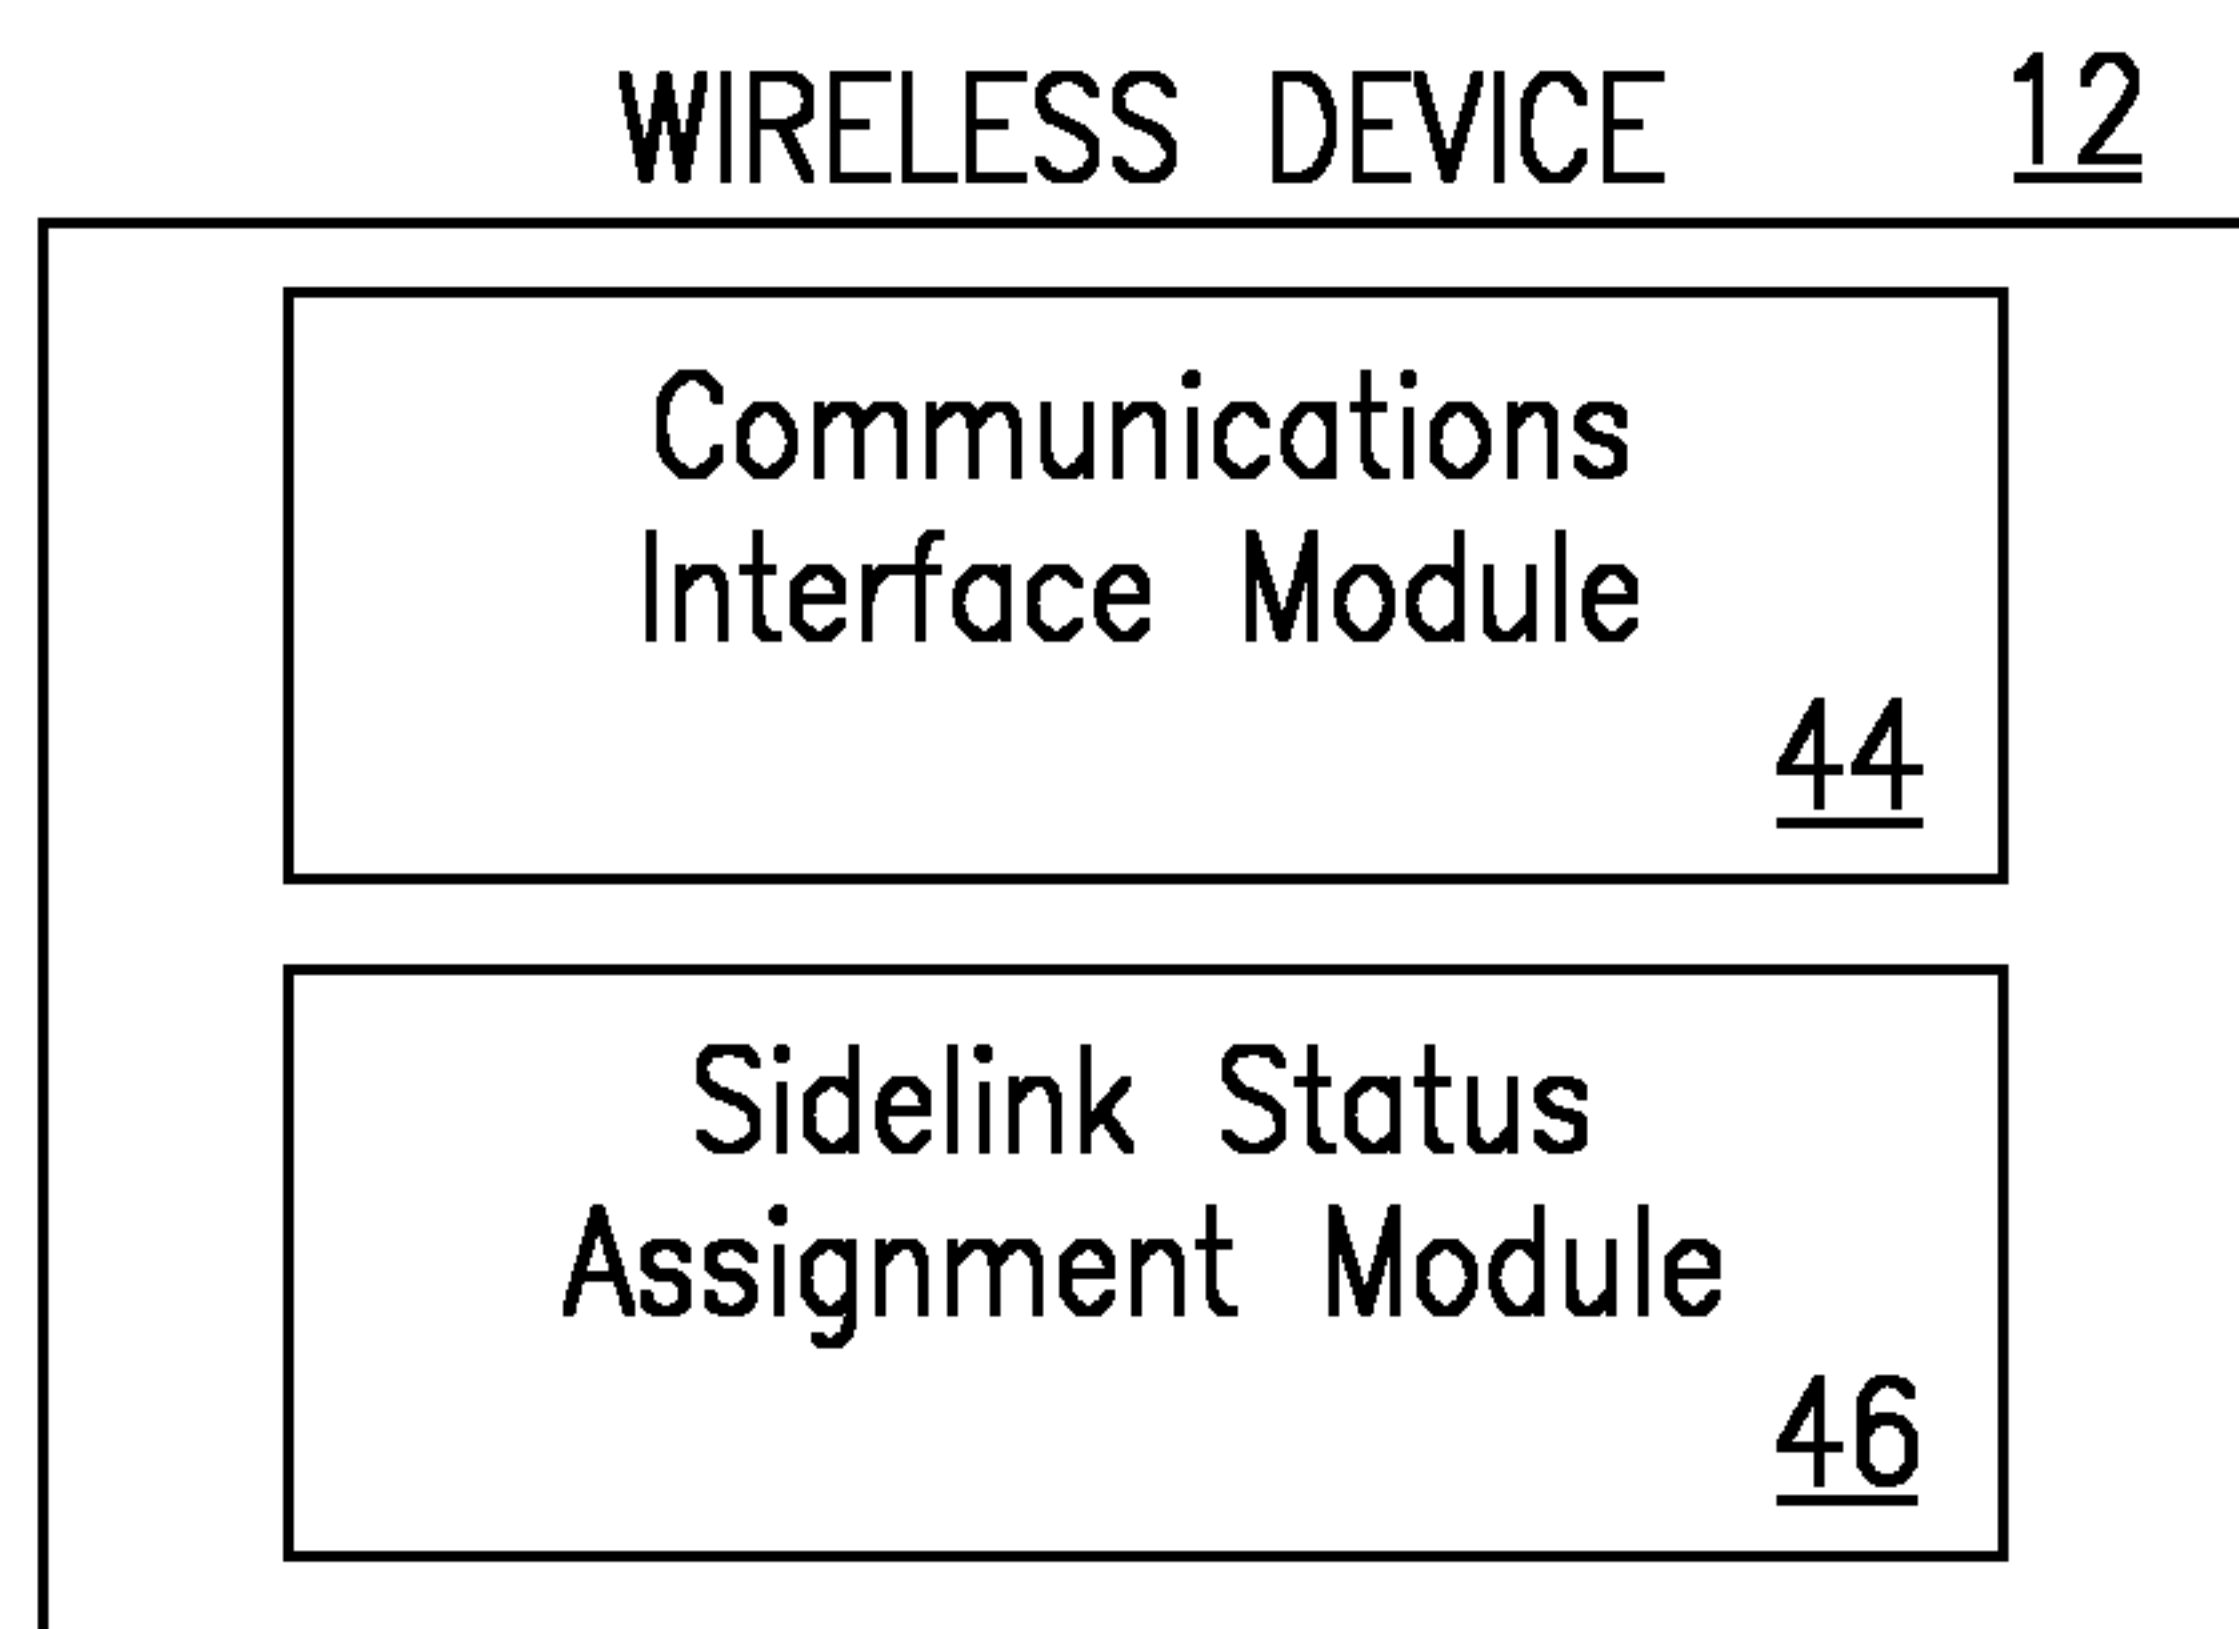 WIRELESS DEVICE 12
Communications
Interface Module
44
Sidelink Status
Assignment Module
46